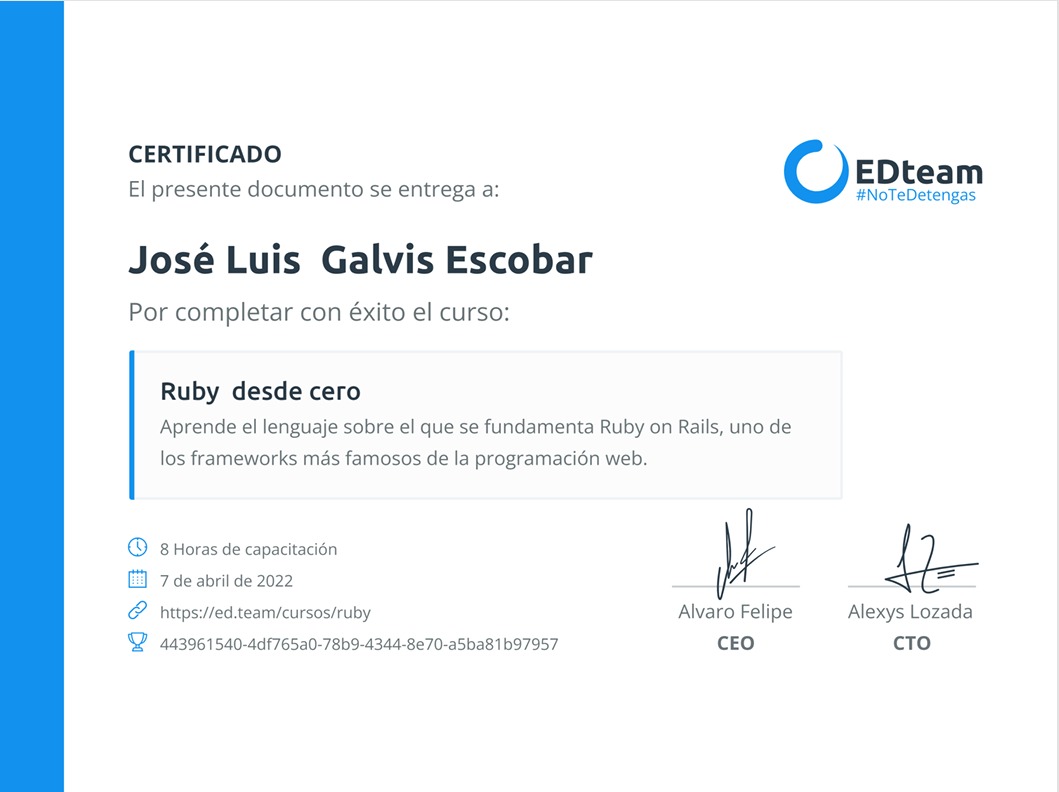 CERTIFICADO
El presente documento se entrega a:
EDteam
#NoTeDetengas
José Luis  Galvis Escobar
Por completar con éxito el curso:
Ruby  desde cero
Aprende el lenguaje sobre el que se fundamenta Ruby on Rails, uno de
los frameworks más famosos de la programación web.
8 Horas de capacitación
7 de abril de 2022
https://ed.team/cursos/ruby
443961540-4df765a0-78b9-4344-8e70-a5ba81b97957
Alvaro Felipe
CEO
Alexys Lozada
CTO